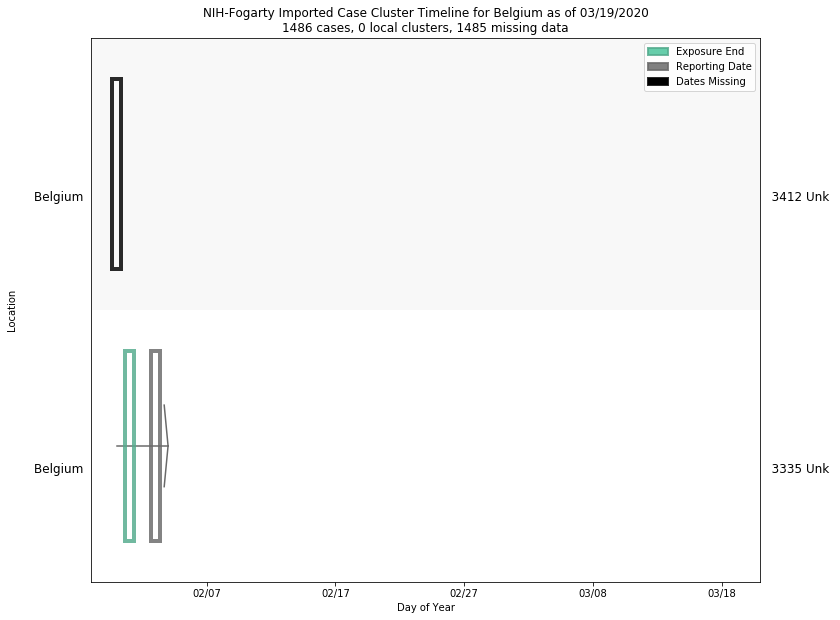 NIH-Fogarty Imported Case Cluster Timeline for Belgium as of 03/19/2020
1486 cases, 0 local clusters, 1485 missing data
Exposure End
Reporting Date
Dates Missing
Belgium
3412 Unk
Location
Belgium
3335 Unk
02/07
02/17
02/27
03/08
03/18
Day of Year